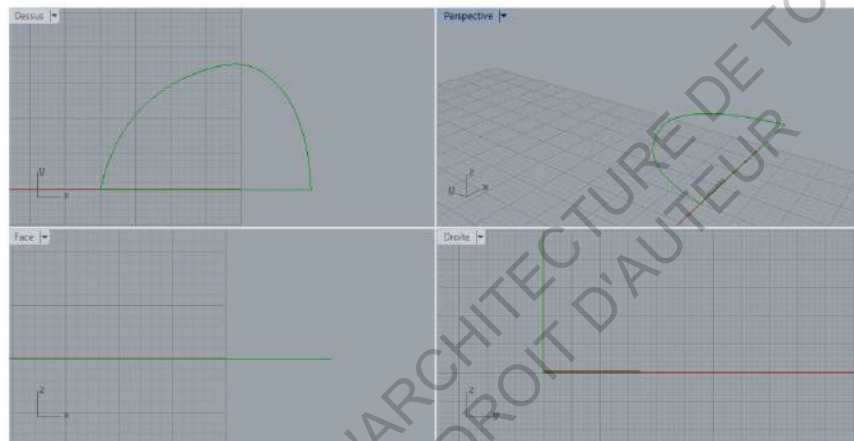 Dessus
Perspective
y
x
z
y
x
Face
Droite
z
x
z
y
D'ARCHITECTURE DE TO
DROIT D'AUTEUR